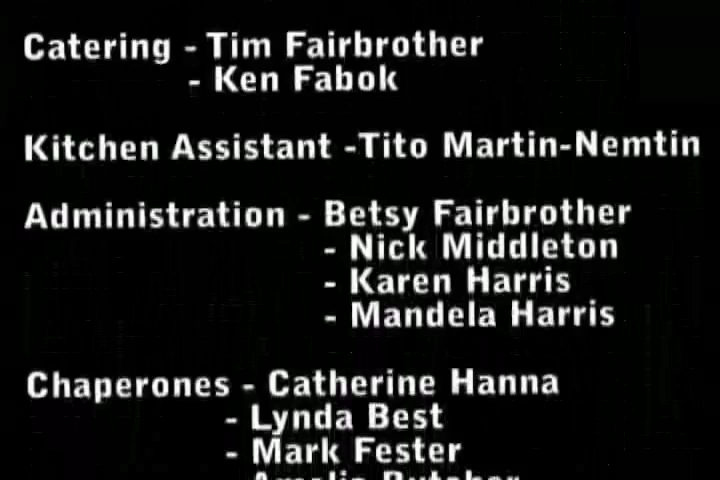 Catering - Tim Fairbrother
- Ken Fabok
Kitchen Assistant -Tito Martin-Nemtin
Administration - Betsy Fairbrother
- Nick Middleton
- Karen Harris
- Mandela Harris
Chaperones - Catherine Hanna
- Lynda Best
- Mark Fester